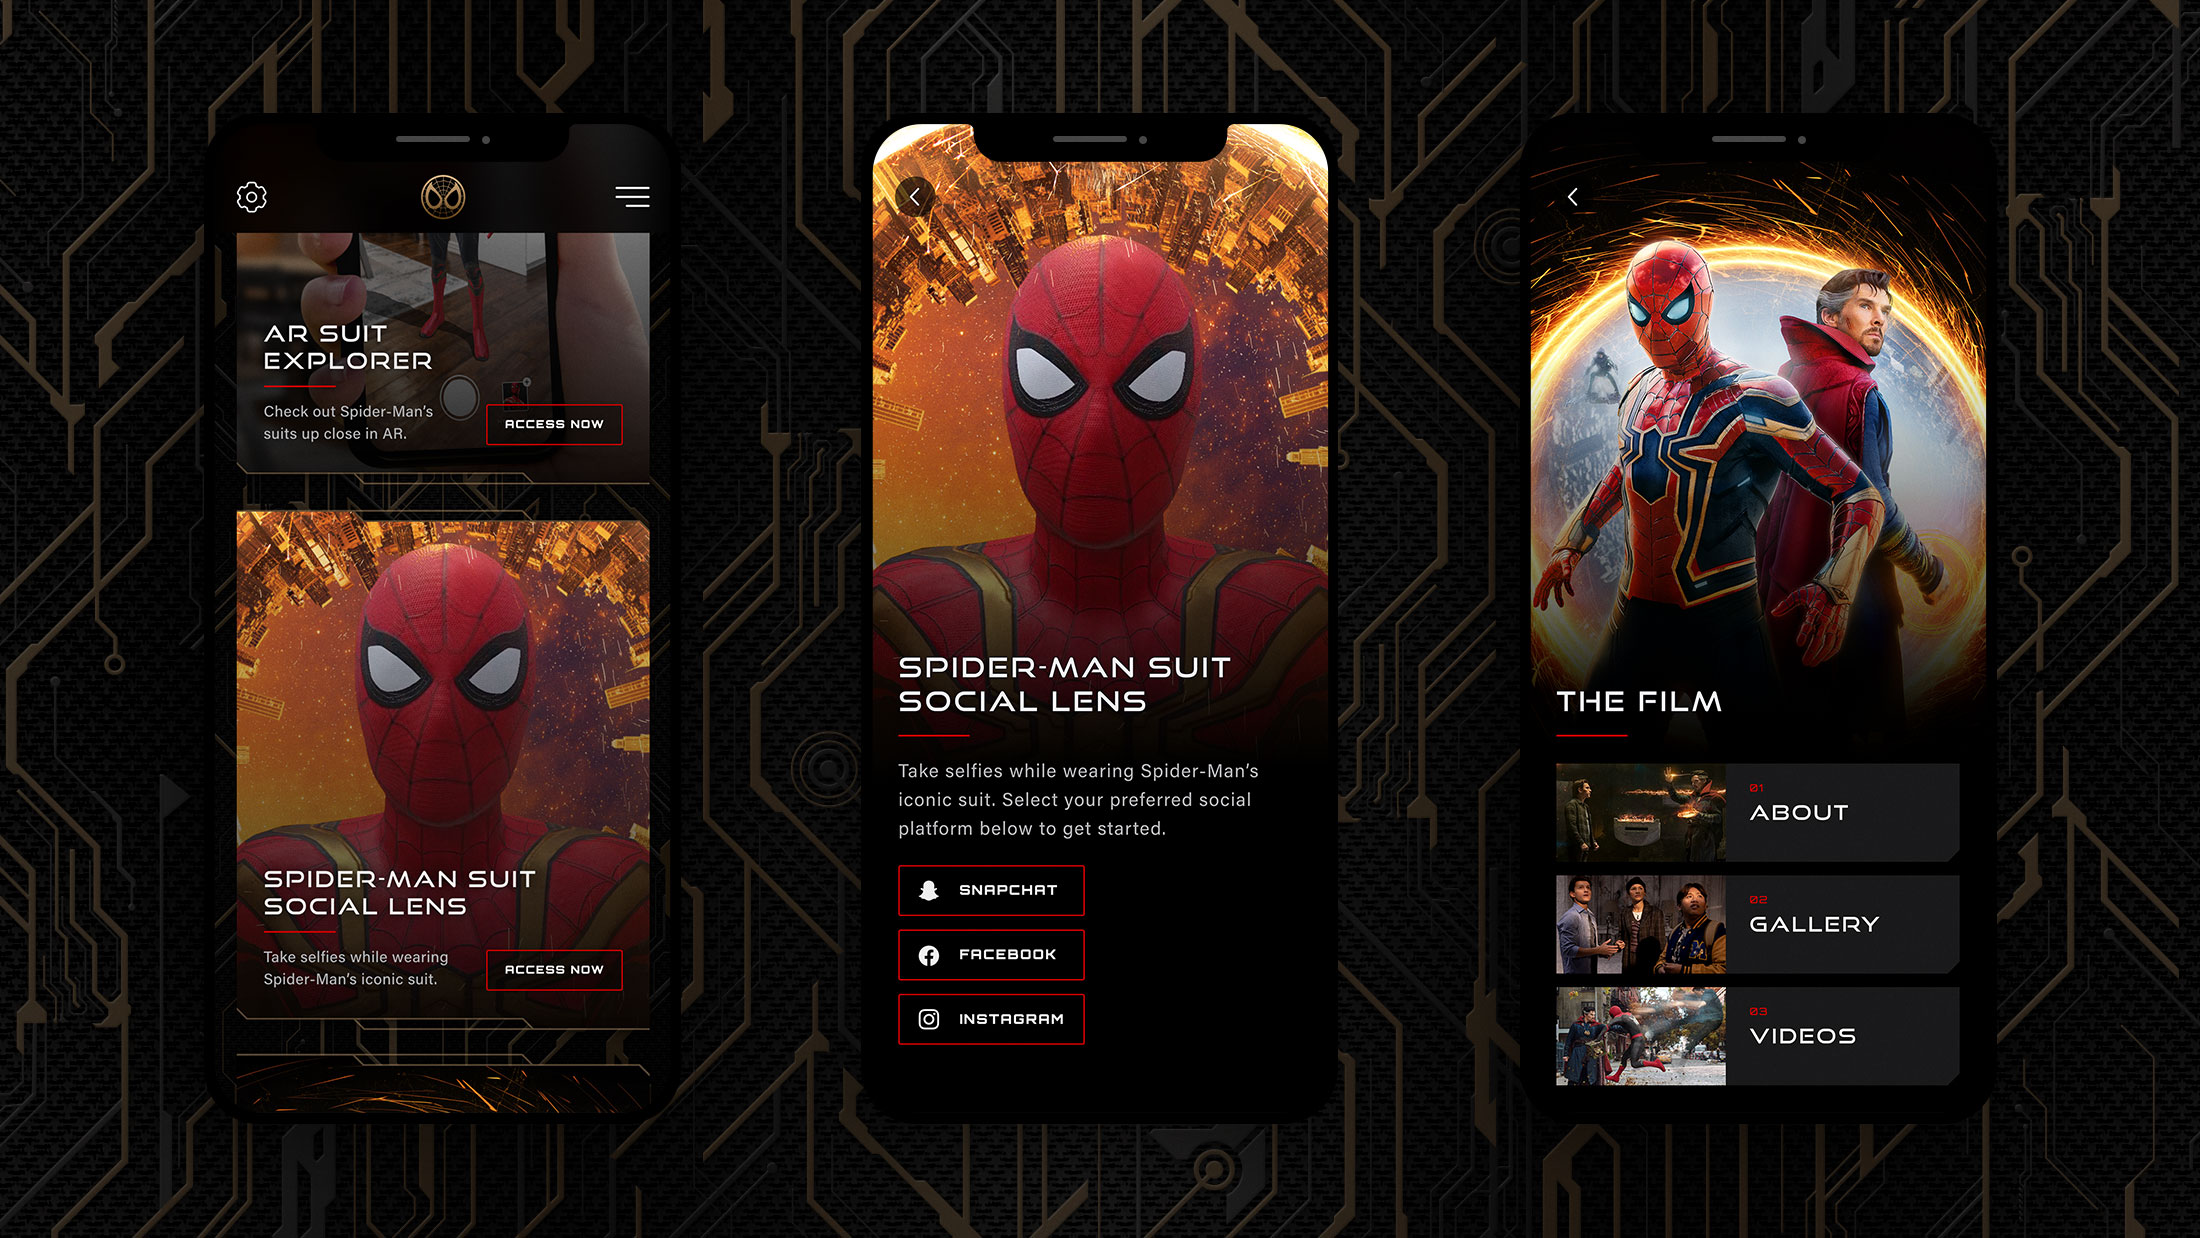 AR SUIT
EXPLORER
Check out Spider-Man’s
suits up close in AR.
ACCESS NOW
SPIDER-MAN SUIT
SOCIAL LENS
Take selfies while wearing
Spider-Man’s iconic suit.
ACCESS NOW
SPIDER-MAN SUIT
SOCIAL LENS
Take selfies while wearing Spider-Man’s
iconic suit. Select your preferred social
platform below to get started.
SNAPCHAT
FACEBOOK
INSTAGRAM
THE FILM
01
ABOUT
02
GALLERY
03
VIDEOS